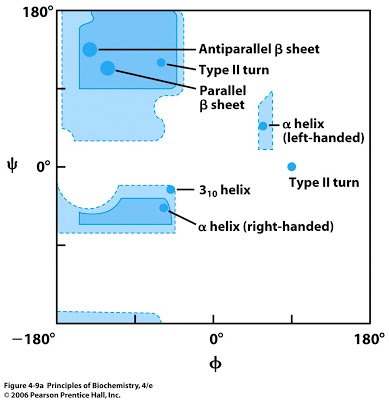 180°
Antiparallel β sheet
Type II turn
Parallel
β sheet
α helix
(left-handed)
ψ
0°
Type II turn
3₁₀ helix
α helix (right-handed)
−180°
0°
180°
ϕ
Figure 4-9a Principles of Biochemistry, 4/e
© 2006 Pearson Prentice Hall, Inc.